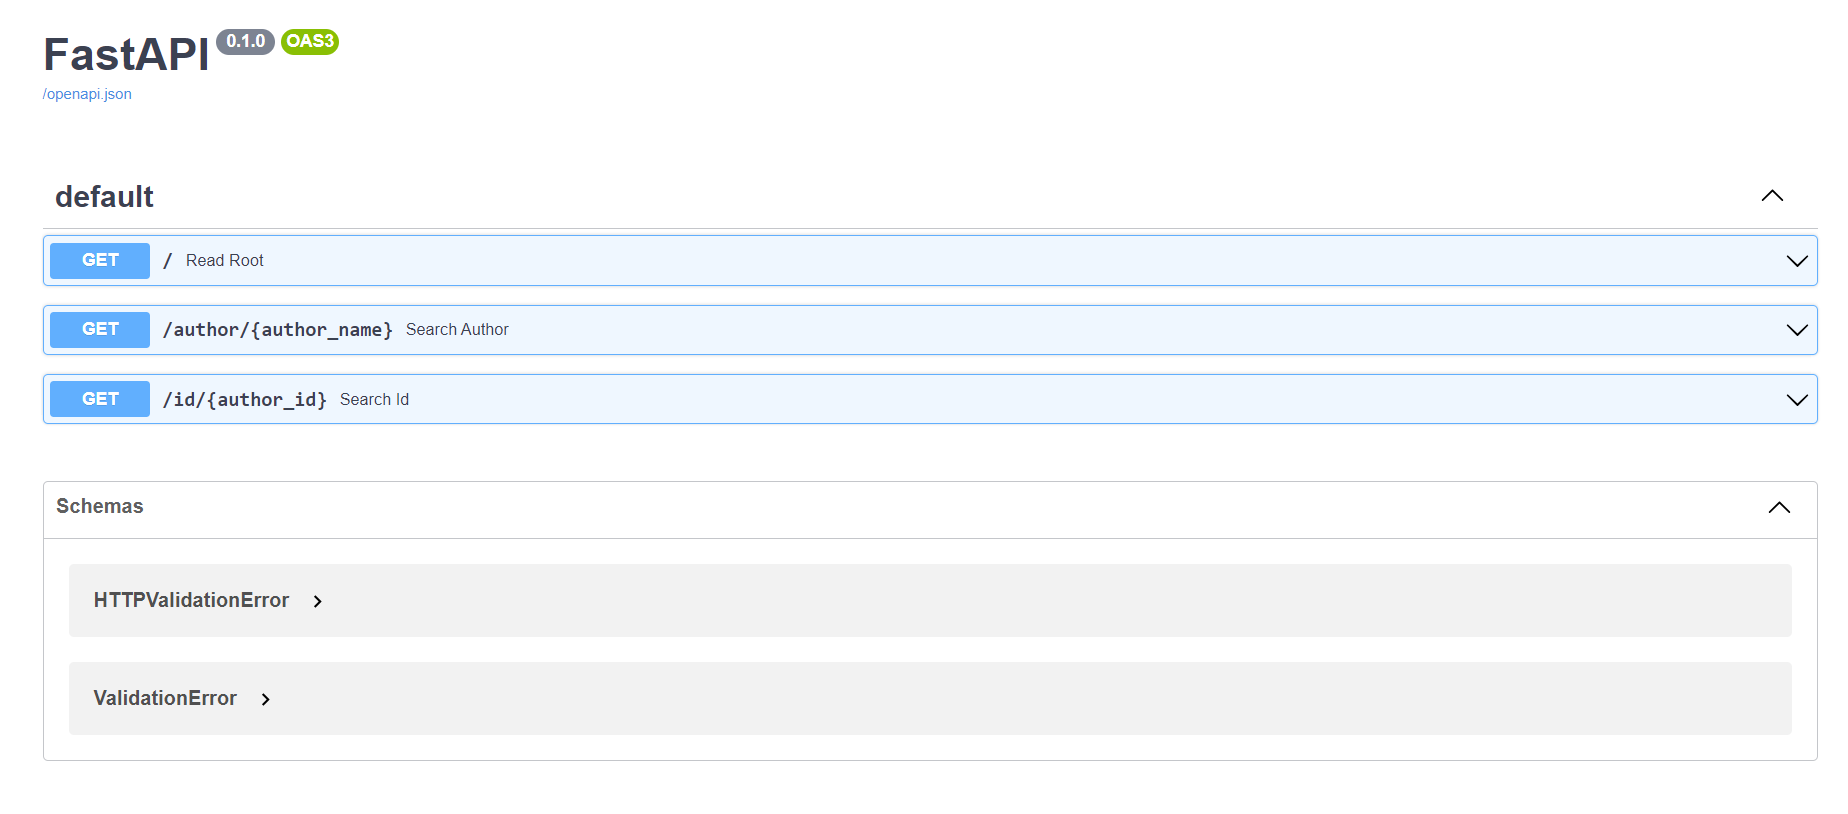 FastAPI 0.1.0 OAS3
/openapi.json
default
GET / Read Root
GET /author/{author_name} Search Author
GET /id/{author_id} Search Id
Schemas
HTTPValidationError
ValidationError